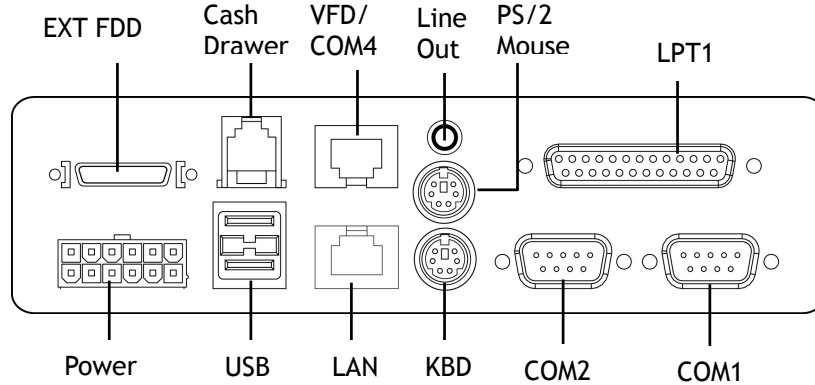 EXT FDD
Cash
Drawer
VFD/
COM4
Line
Out
PS/2
Mouse
LPT1
Power
USB
LAN
KBD
COM2
COM1